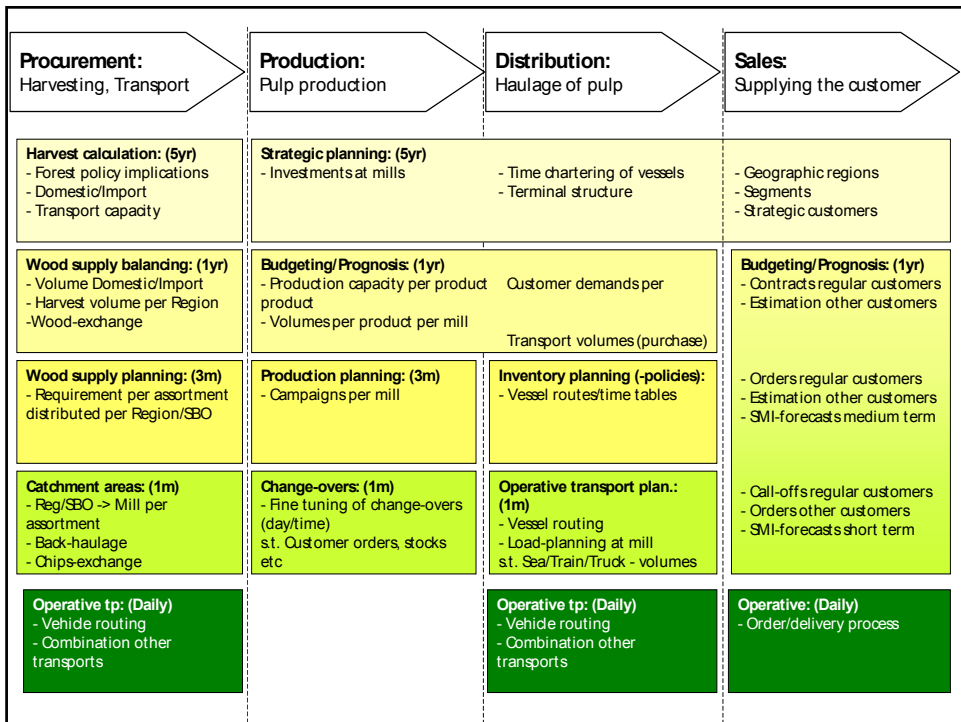 Procurement:
Harvesting, Transport
Production:
Pulp production
Distribution:
Haulage of pulp
Sales:
Supplying the customer
Harvest calculation: (5yr)
- Forest policy implications
- Domestic/Import
- Transport capacity
Strategic planning: (5yr)
- Investments at mills
- Time chartering of vessels
- Terminal structure
- Geographic regions
- Segments
- Strategic customers
Wood supply balancing: (1yr)
- Volume Domestic/Import
- Harvest volume per Region
-Wood-exchange
Budgeting/Prognosis: (1yr)
- Production capacity per product
product
- Volumes per product per mill
Customer demands per
Transport volumes (purchase)
Budgeting/Prognosis: (1yr)
- Contracts regular customers
- Estimation other customers
- Orders regular customers
- Estimation other customers
- SMI-forecasts medium term
- Call-offs regular customers
- Orders other customers
- SMI-forecasts short term
Wood supply planning: (3m)
- Requirement per assortment
distributed per Region/SBO
Production planning: (3m)
- Campaigns per mill
Inventory planning (-policies):
- Vessel routes/time tables
Catchment areas: (1m)
- Reg/SBO -> Mill per
assortment
- Back-haulage
- Chips-exchange
Change-overs: (1m)
- Fine tuning of change-overs
(day/time)
s.t. Customer orders, stocks
etc
Operative transport plan.:
(1m)
- Vessel routing
- Load-planning at mill
s.t. Sea/Train/Truck - volumes
Operative tp: (Daily)
- Vehicle routing
- Combination other
transports
Operative tp: (Daily)
- Vehicle routing
- Combination other
transports
Operative: (Daily)
- Order/delivery process